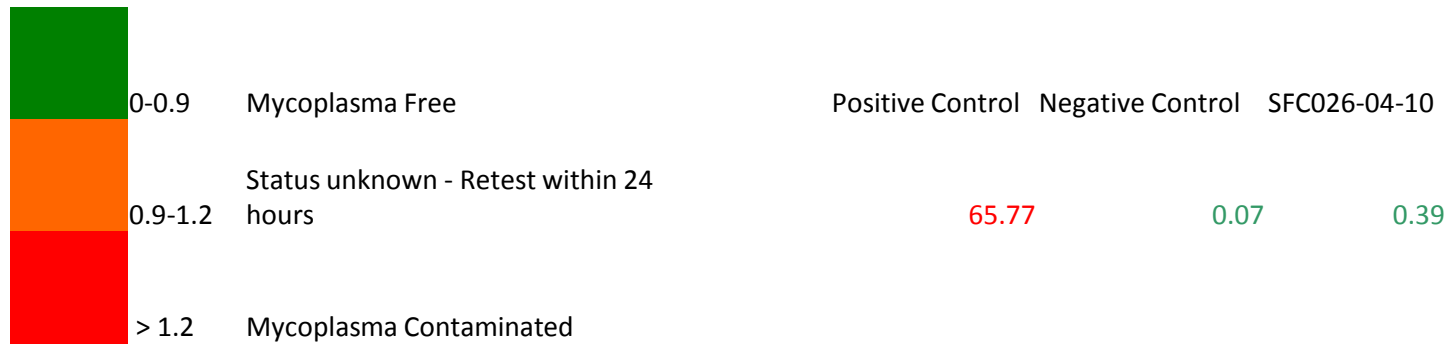 0-0.9 Mycoplasma Free Positive Control Negative Control SFC026-04-10
Status unknown - Retest within 24
0.9-1.2 hours 65.77 0.07 0.39
> 1.2 Mycoplasma Contaminated